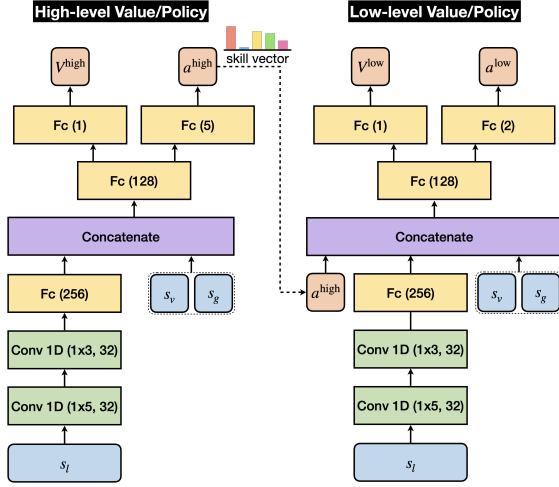 High-level Value/Policy
Low-level Value/Policy
V^high
a^high
skill vector
V^low
a^low
Fc (1)
Fc (5)
Fc (1)
Fc (2)
Fc (128)
Fc (128)
Concatenate
Concatenate
Fc (256)
s_v
s_g
a^high
Fc (256)
s_v
s_g
Conv 1D (1x3, 32)
Conv 1D (1x3, 32)
Conv 1D (1x5, 32)
Conv 1D (1x5, 32)
s_l
s_l